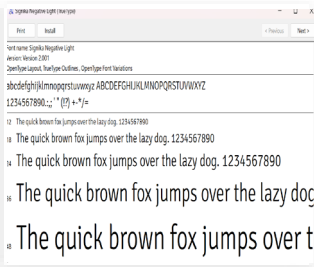 Signika Negative Light (TrueType)
Print Install < Previous Next >
Font name: Signika Negative Light
Version: Version 2.001
OpenType Layout, TrueType Outlines, OpenType Font Variations
abcdefghijklmnopqrstuvwxyz ABCDEFGHIJKLMNOPQRSTUVWXYZ
1234567890.:,; ' " (!?) +-*/=
12 The quick brown fox jumps over the lazy dog. 1234567890
18 The quick brown fox jumps over the lazy dog. 1234567890
24 The quick brown fox jumps over the lazy dog. 1234567890
36 The quick brown fox jumps over the lazy dog
48 The quick brown fox jumps over t